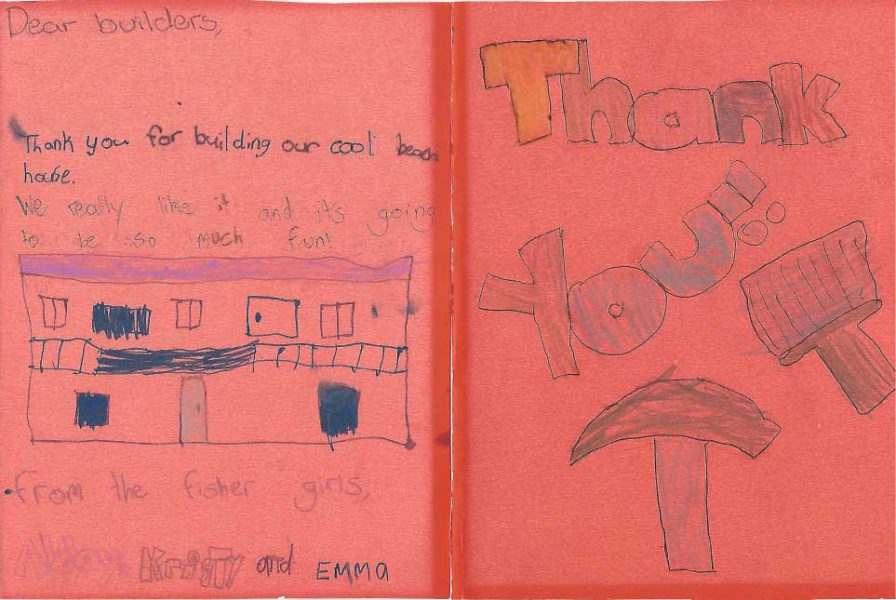 Dear builders,
Thank you for building our cool beach
house.
We really like it and it's going
to be so much fun!
From the fisher girls,
Kristy and EMMA
Thank
You!!